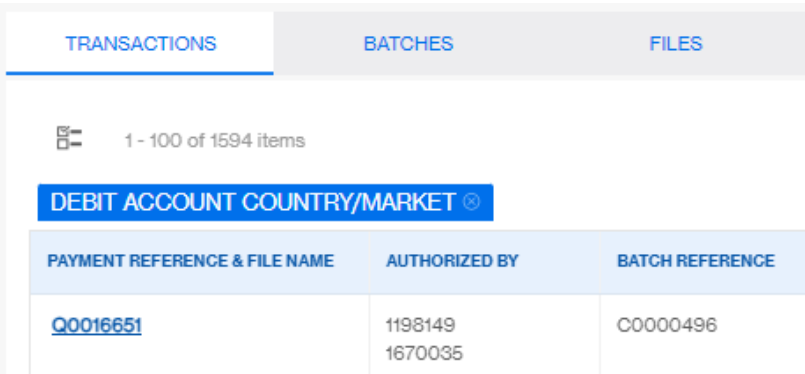 TRANSACTIONS BATCHES FILES
1 - 100 of 1594 items
DEBIT ACCOUNT COUNTRY/MARKET
PAYMENT REFERENCE & FILE NAME AUTHORIZED BY BATCH REFERENCE
Q0016651 1198149 C0000496
1670035